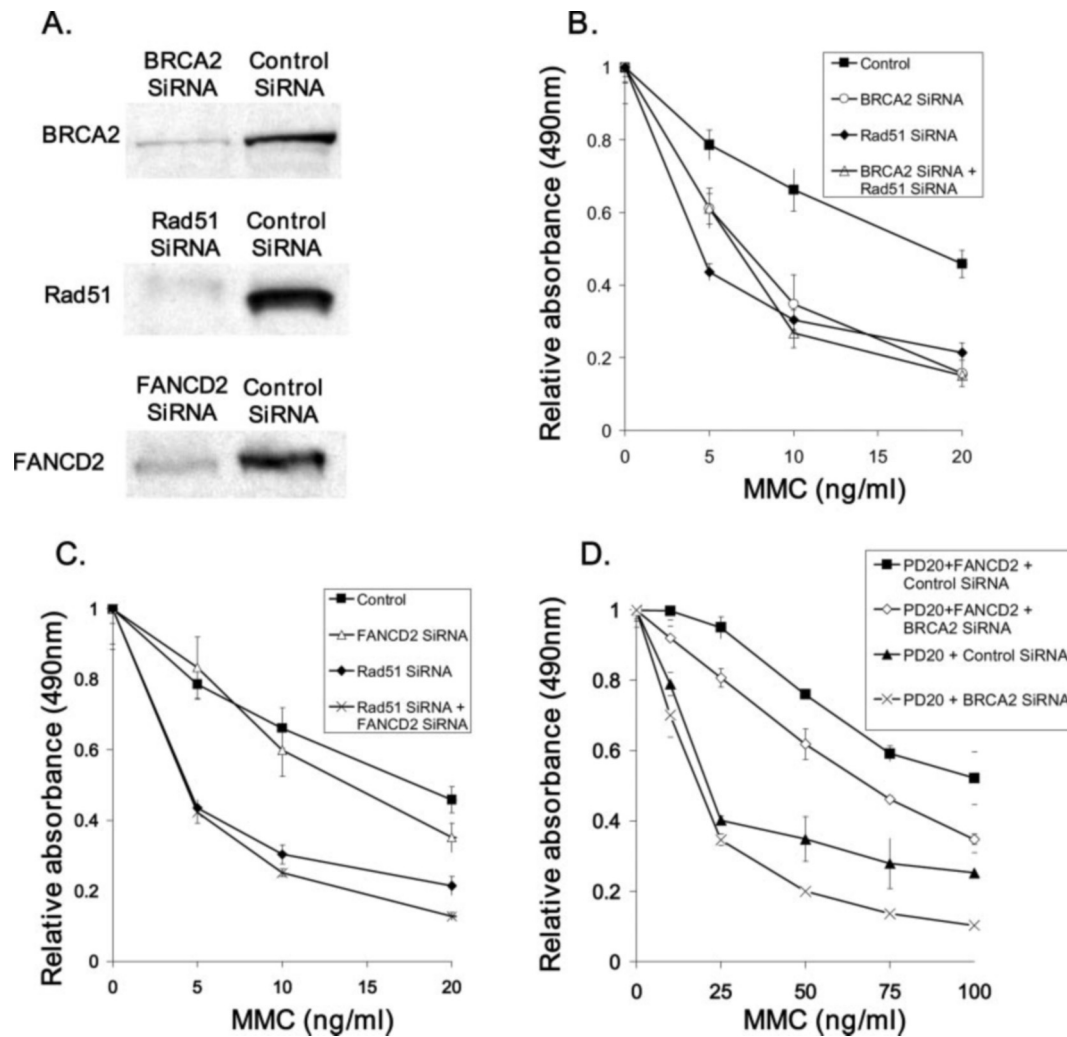 A.
BRCA2 Control
SiRNA SiRNA
BRCA2
Rad51 Control
SiRNA SiRNA
Rad51
FANCD2 Control
SiRNA SiRNA
FANCD2
B.
Relative absorbance (490nm)
1
0.8
0.6
0.4
0.2
0
0 5 10 15 20
MMC (ng/ml)
Control
BRCA2 SiRNA
Rad51 SiRNA
BRCA2 SiRNA +
Rad51 SiRNA
C.
Relative absorbance (490nm)
1
0.8
0.6
0.4
0.2
0
0 5 10 15 20
MMC (ng/ml)
Control
FANCD2 SiRNA
Rad51 SiRNA
Rad51 SiRNA +
FANCD2 SiRNA
D.
Relative absorbance (490nm)
1
0.8
0.6
0.4
0.2
0
0 25 50 75 100
MMC (ng/ml)
PD20+FANCD2 +
Control SiRNA
PD20+FANCD2 +
BRCA2 SiRNA
PD20 + Control SiRNA
PD20 + BRCA2 SiRNA